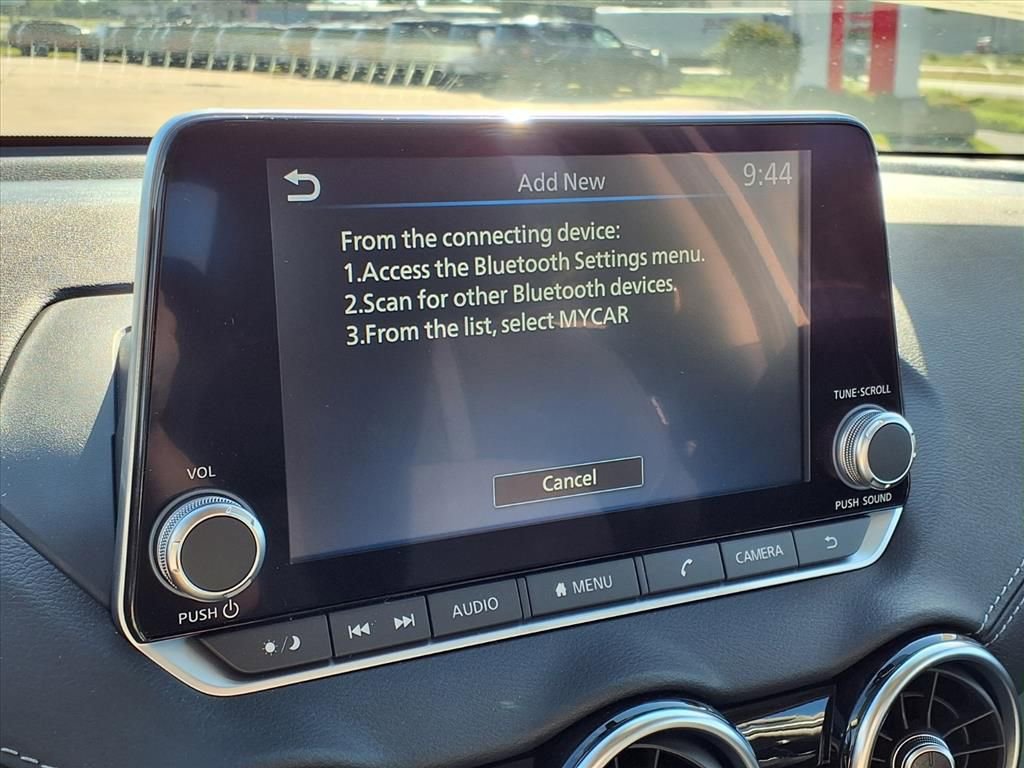 Add New
9:44
From the connecting device:
1.Access the Bluetooth Settings menu.
2.Scan for other Bluetooth devices.
3.From the list, select MYCAR
Cancel
VOL
PUSH
TUNE·SCROLL
PUSH SOUND
AUDIO
MENU
CAMERA